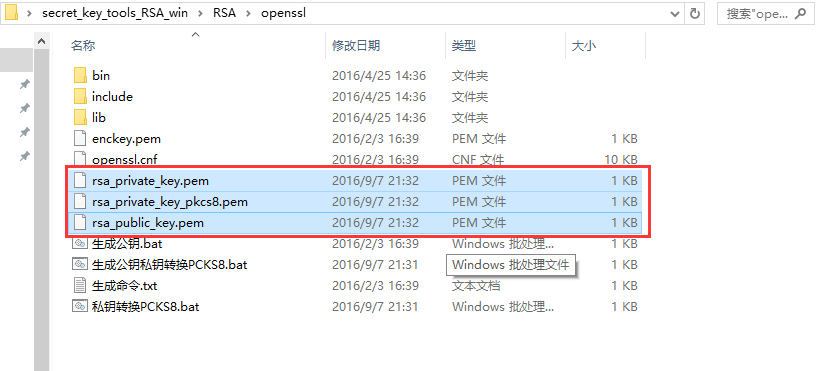 secret_key_tools_RSA_win › RSA › openssl 搜索"ope...
名称 修改日期 类型 大小
bin 2016/4/25 14:36 文件夹
include 2016/4/25 14:36 文件夹
lib 2016/4/25 14:36 文件夹
enckey.pem 2016/2/3 16:39 PEM 文件 1 KB
openssl.cnf 2016/2/3 16:39 CNF 文件 10 KB
rsa_private_key.pem 2016/9/7 21:32 PEM 文件 1 KB
rsa_private_key_pkcs8.pem 2016/9/7 21:32 PEM 文件 1 KB
rsa_public_key.pem 2016/9/7 21:32 PEM 文件 1 KB
生成公钥.bat 2016/2/3 16:39 Windows 批处理... 1 KB
生成公钥私钥转换PCKS8.bat 2016/9/7 21:31 Windows 批处理文件 1 KB
生成命令.txt 2016/2/3 16:39 文本文档 1 KB
私钥转换PCKS8.bat 2016/9/7 21:31 Windows 批处理... 1 KB